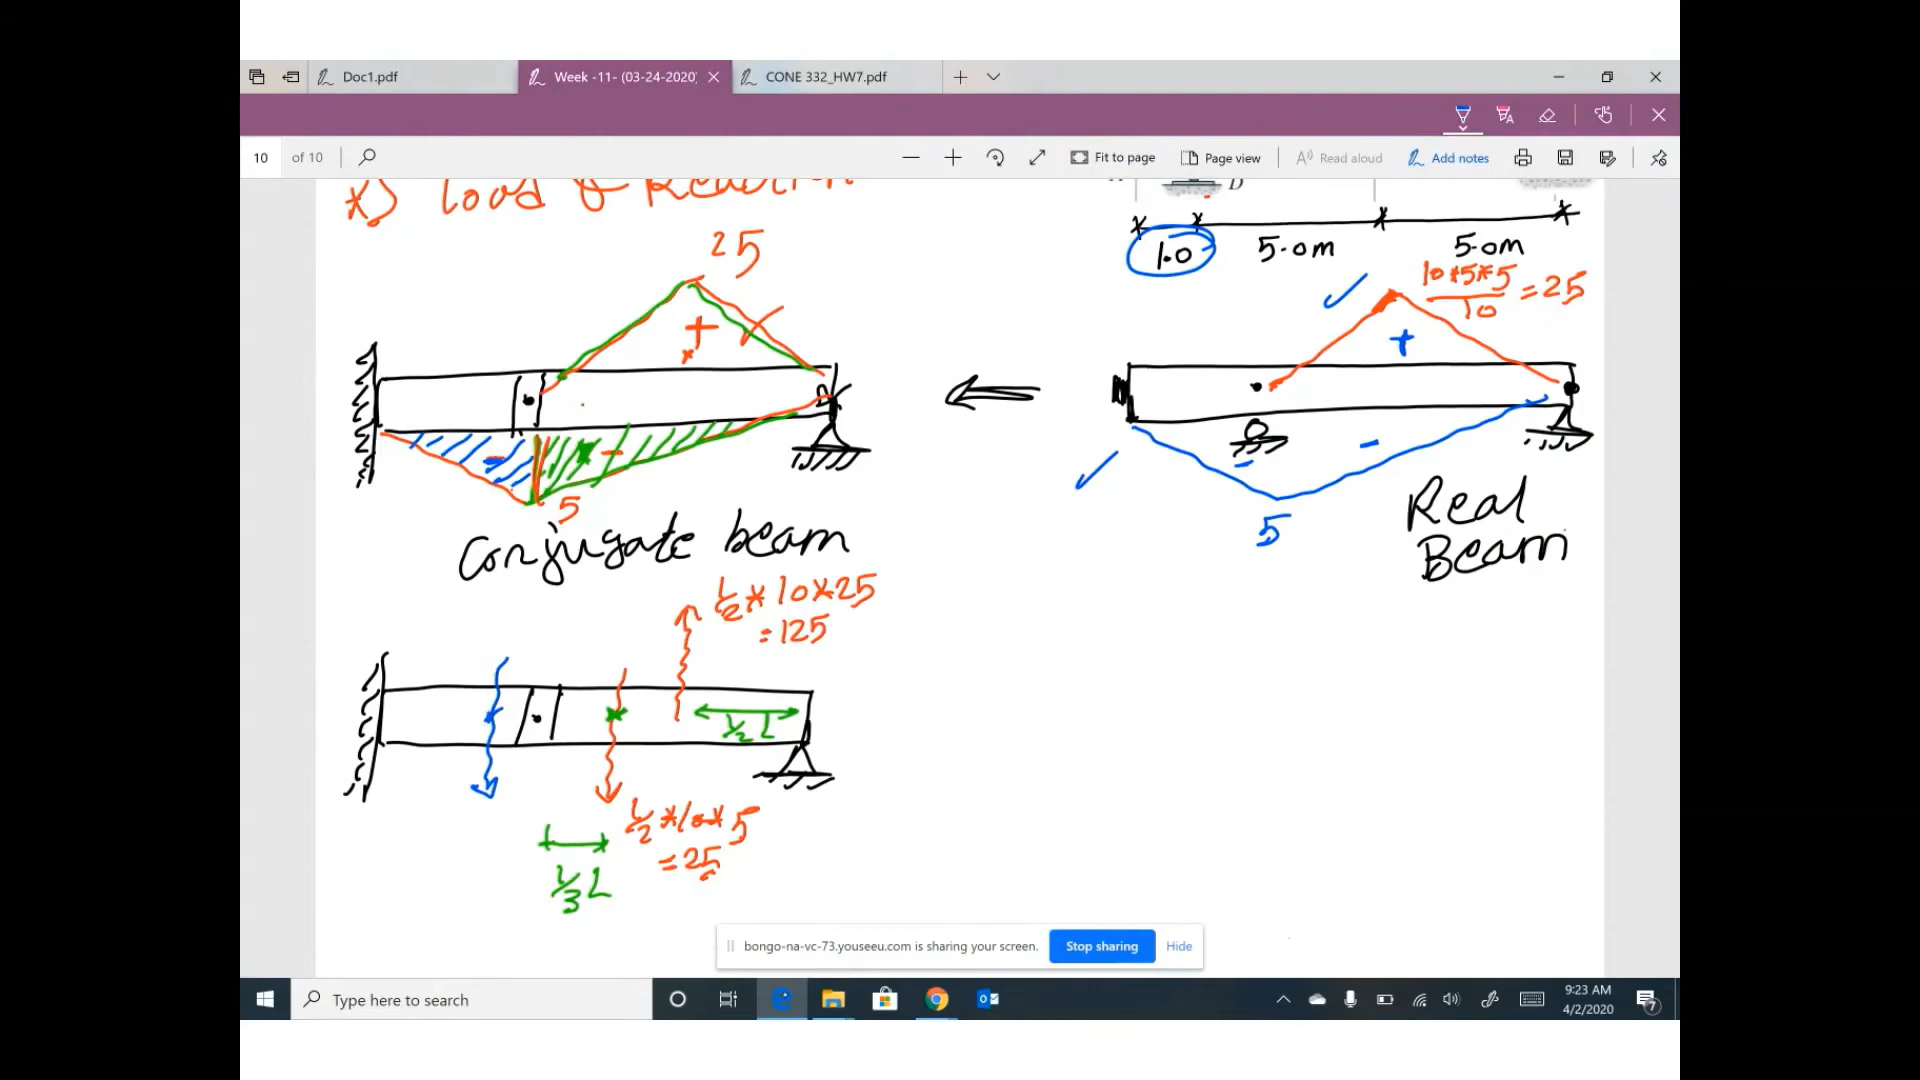 Doc1.pdf
Week -11- (03-24-2020)
CONE 332_HW7.pdf
10 of 10
Fit to page
Page view
Read aloud
Add notes
*) Load & Reaction
D
1.0
5.0m
5.0m
25
+
-
-
5
Conjugate beam
10*5*5/10 = 25
+
-
-
5
Real
Beam
1/2 * 10 * 25
= 125
1/2 L
1/2 * 10 * 5
= 25
1/3 L
bongo-na-vc-73.youseeu.com is sharing your screen.
Stop sharing
Hide
Type here to search
9:23 AM
4/2/2020
7